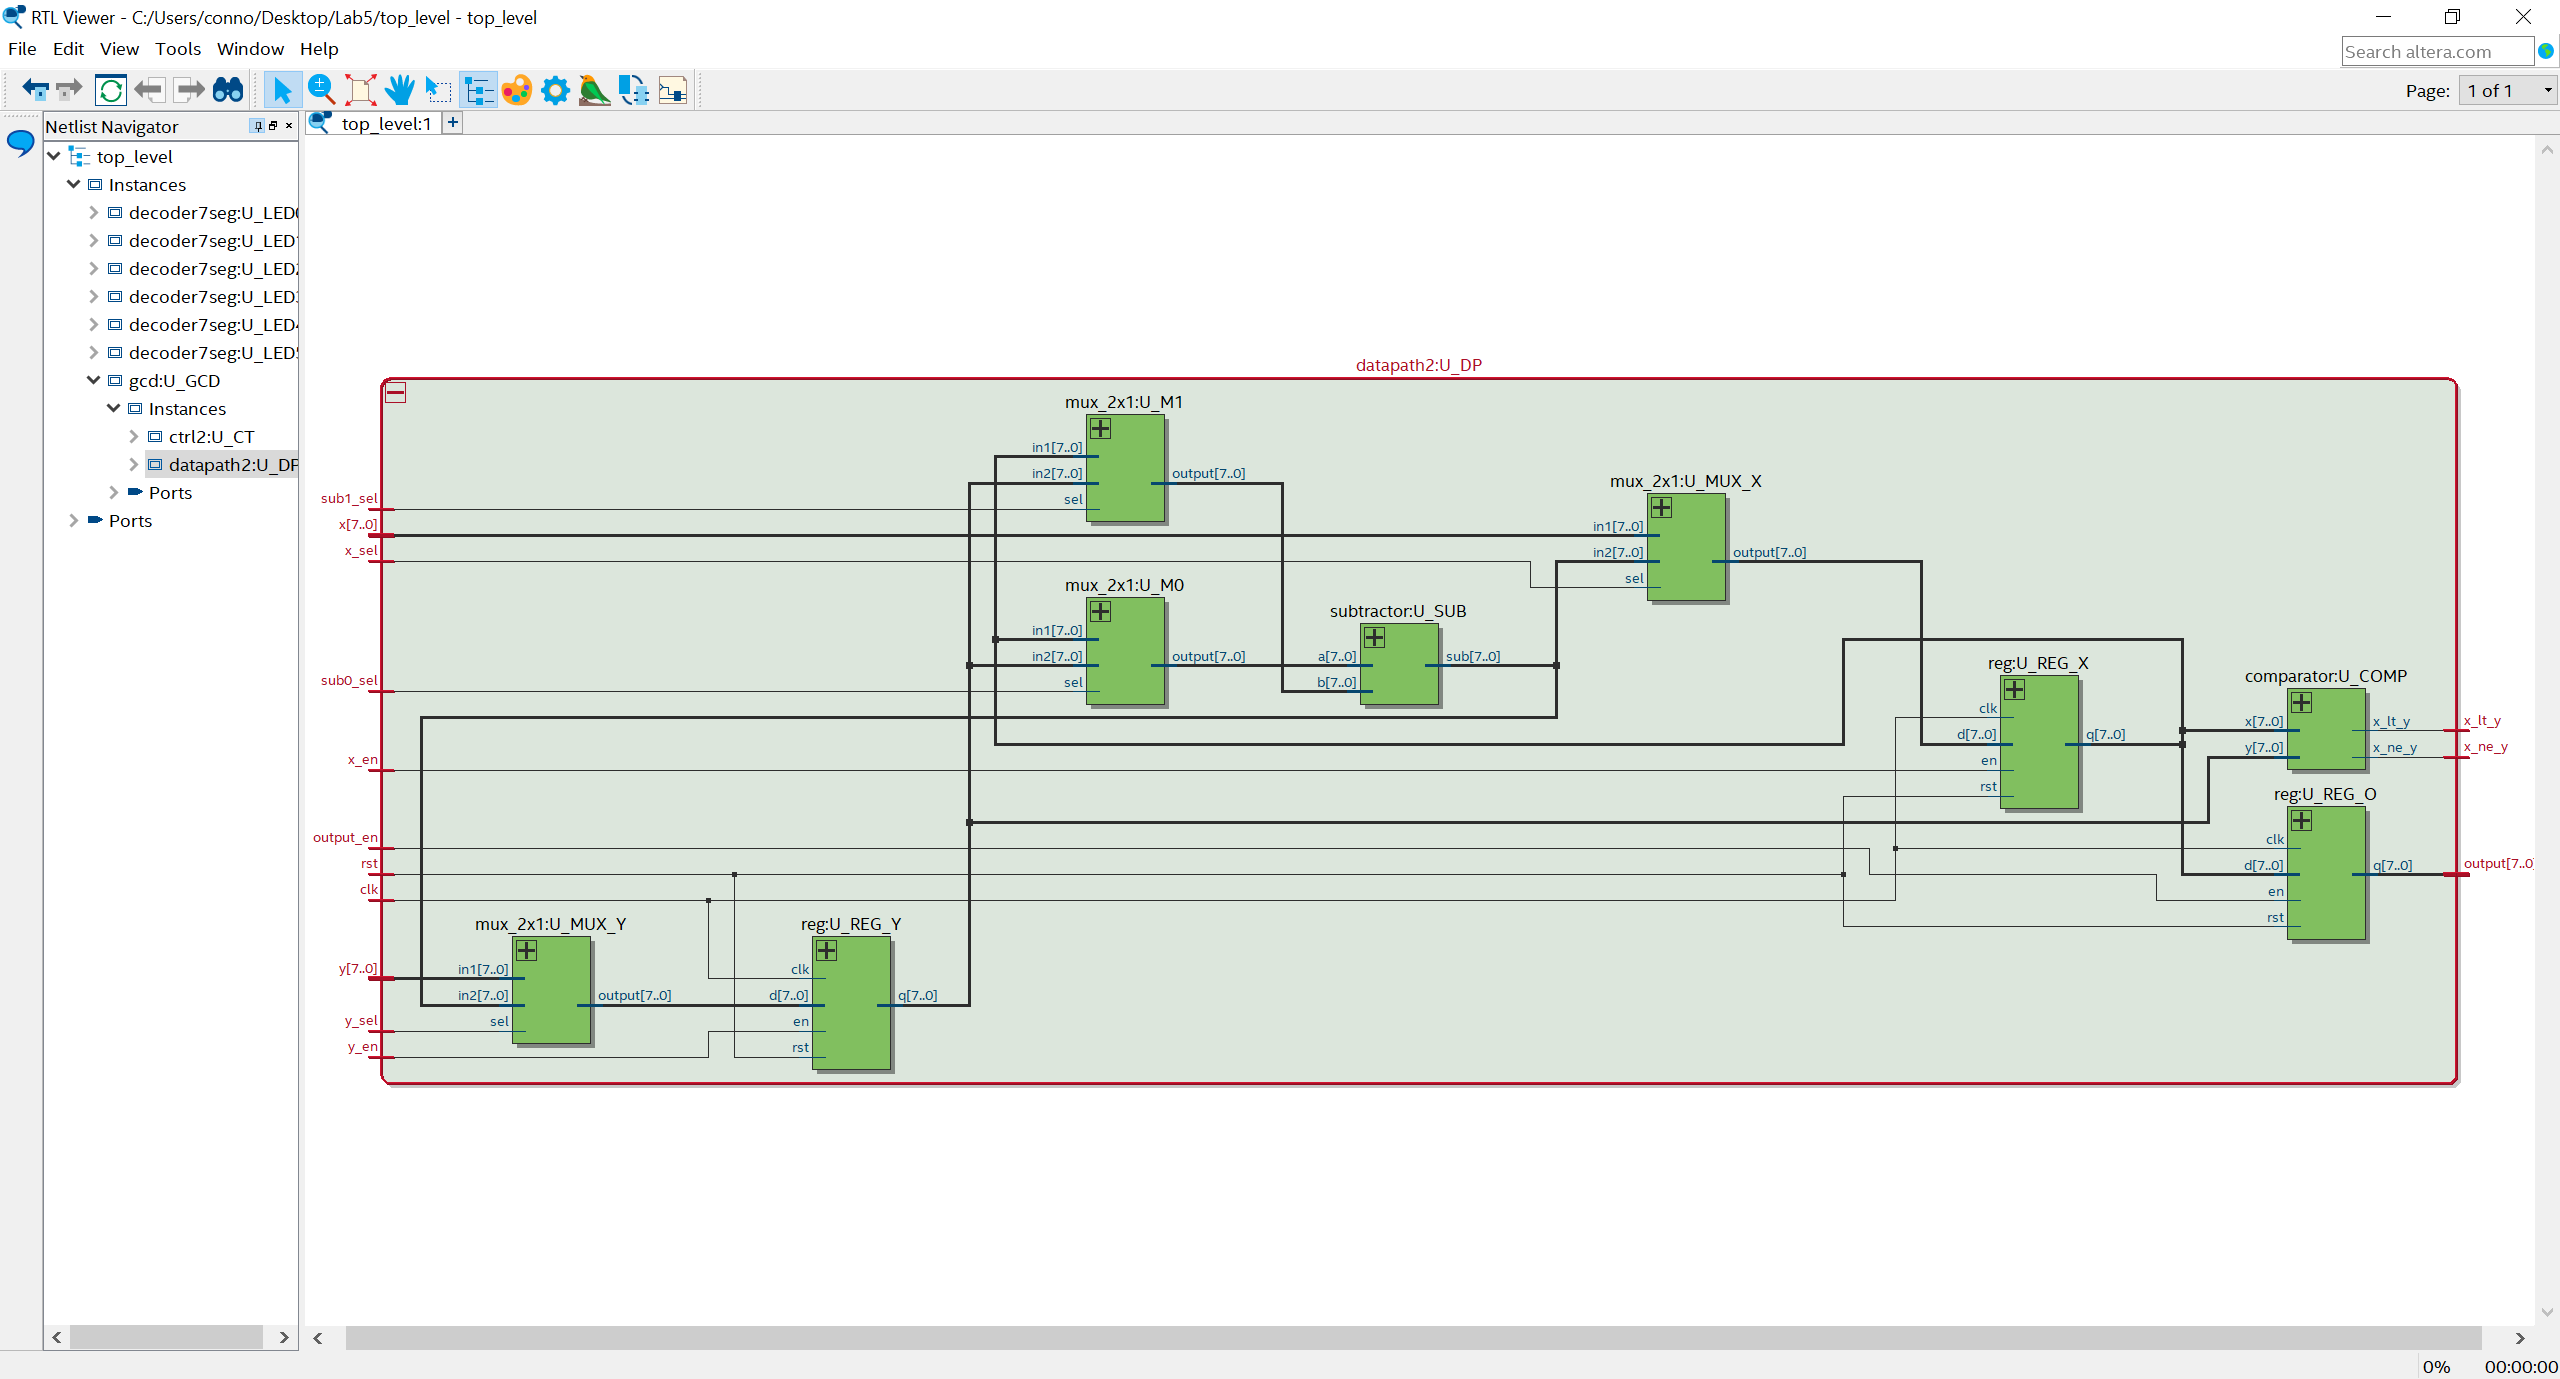 RTL Viewer - C:/Users/conno/Desktop/Lab5/top_level - top_level
File Edit View Tools Window Help
Search altera.com
Page: 1 of 1
Netlist Navigator
top_level:1
top_level
Instances
decoder7seg:U_LED0
decoder7seg:U_LED1
decoder7seg:U_LED2
decoder7seg:U_LED3
decoder7seg:U_LED4
decoder7seg:U_LED5
gcd:U_GCD
Instances
ctrl2:U_CT
datapath2:U_DP
Ports
Ports
datapath2:U_DP
sub1_sel
x[7..0]
x_sel
sub0_sel
x_en
output_en
rst
clk
y[7..0]
y_sel
y_en
mux_2x1:U_M1
in1[7..0]
in2[7..0]
sel
output[7..0]
mux_2x1:U_M0
in1[7..0]
in2[7..0]
sel
output[7..0]
subtractor:U_SUB
a[7..0]
b[7..0]
sub[7..0]
mux_2x1:U_MUX_X
in1[7..0]
in2[7..0]
sel
output[7..0]
reg:U_REG_X
clk
d[7..0]
en
rst
q[7..0]
comparator:U_COMP
x[7..0]
y[7..0]
x_lt_y
x_ne_y
x_lt_y
x_ne_y
reg:U_REG_O
clk
d[7..0]
en
rst
q[7..0]
output[7..0
mux_2x1:U_MUX_Y
in1[7..0]
in2[7..0]
sel
output[7..0]
reg:U_REG_Y
clk
d[7..0]
en
rst
q[7..0]
0% 00:00:00